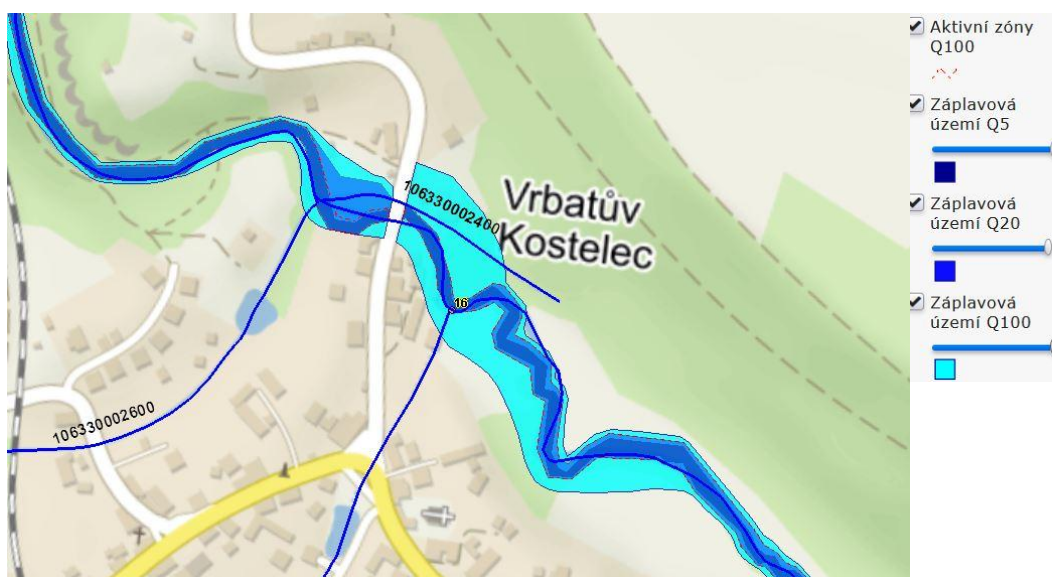 106330002400
Vrbatův
Kostelec
16
106330002600
Aktivní zóny
Q100
Záplavová
území Q5
Záplavová
území Q20
Záplavová
území Q100